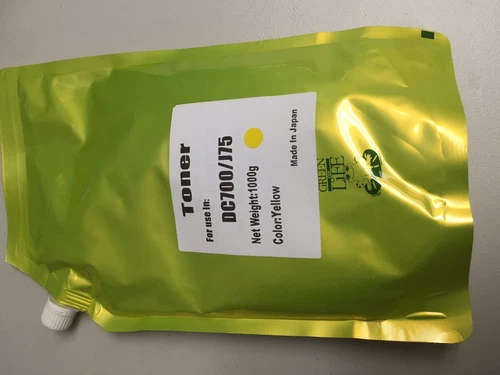 Toner
For use in:
DC700/J75
Net Weight:1000g
Color:Yellow
Made In Japan
GREEN
LIFE